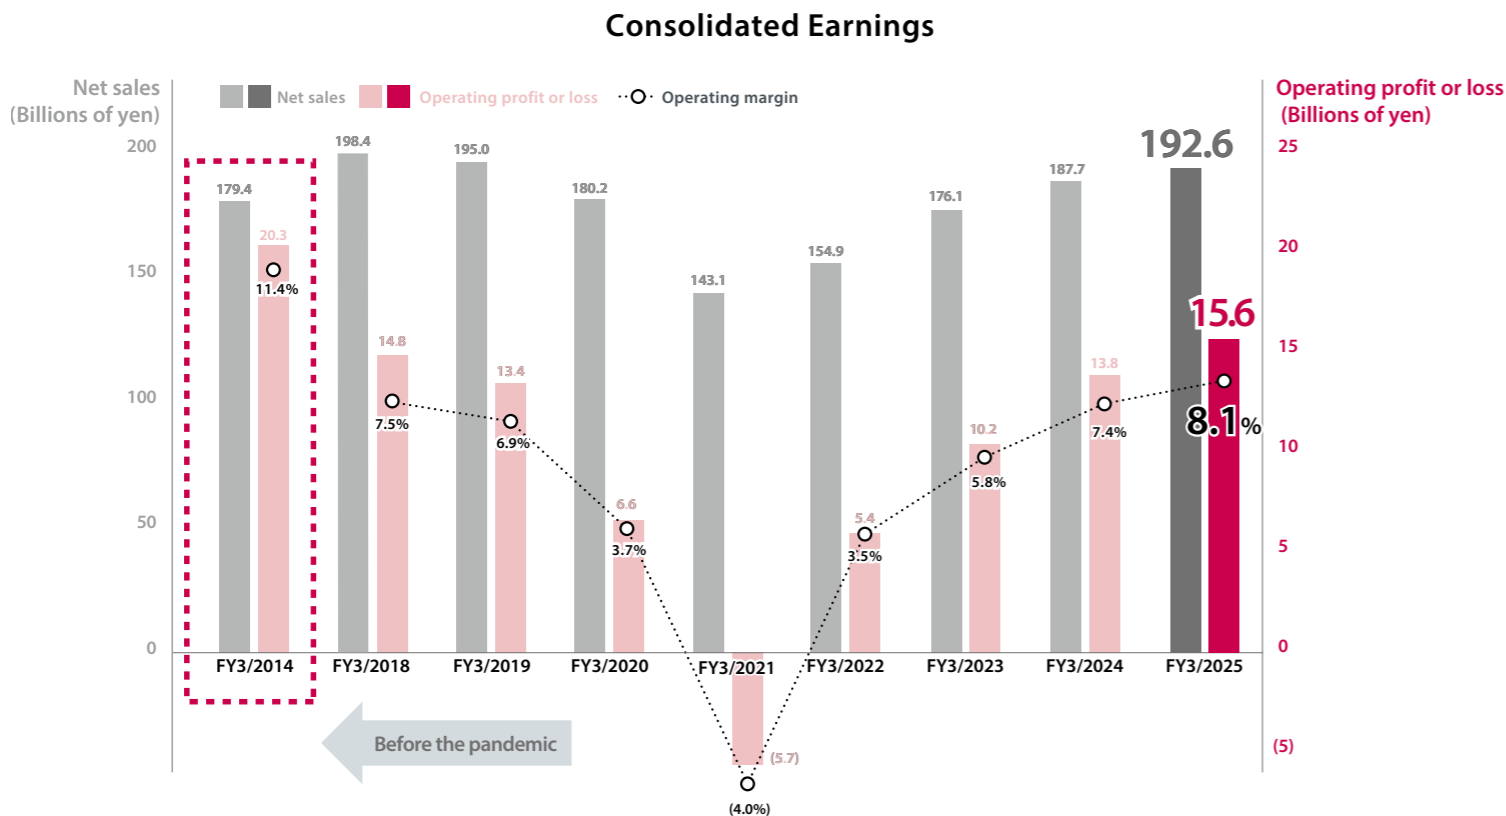 Consolidated Earnings
Net sales
(Billions of yen)
Net sales
Operating profit or loss
Operating margin
Operating profit or loss
(Billions of yen)
200
150
100
50
0
25
20
15
10
5
0
(5)
179.4
20.3
11.4%
198.4
14.8
7.5%
195.0
13.4
6.9%
180.2
6.6
3.7%
143.1
(5.7)
(4.0%)
154.9
5.4
3.5%
176.1
10.2
5.8%
187.7
13.8
7.4%
192.6
15.6
8.1%
FY3/2014
FY3/2018
FY3/2019
FY3/2020
FY3/2021
FY3/2022
FY3/2023
FY3/2024
FY3/2025
Before the pandemic